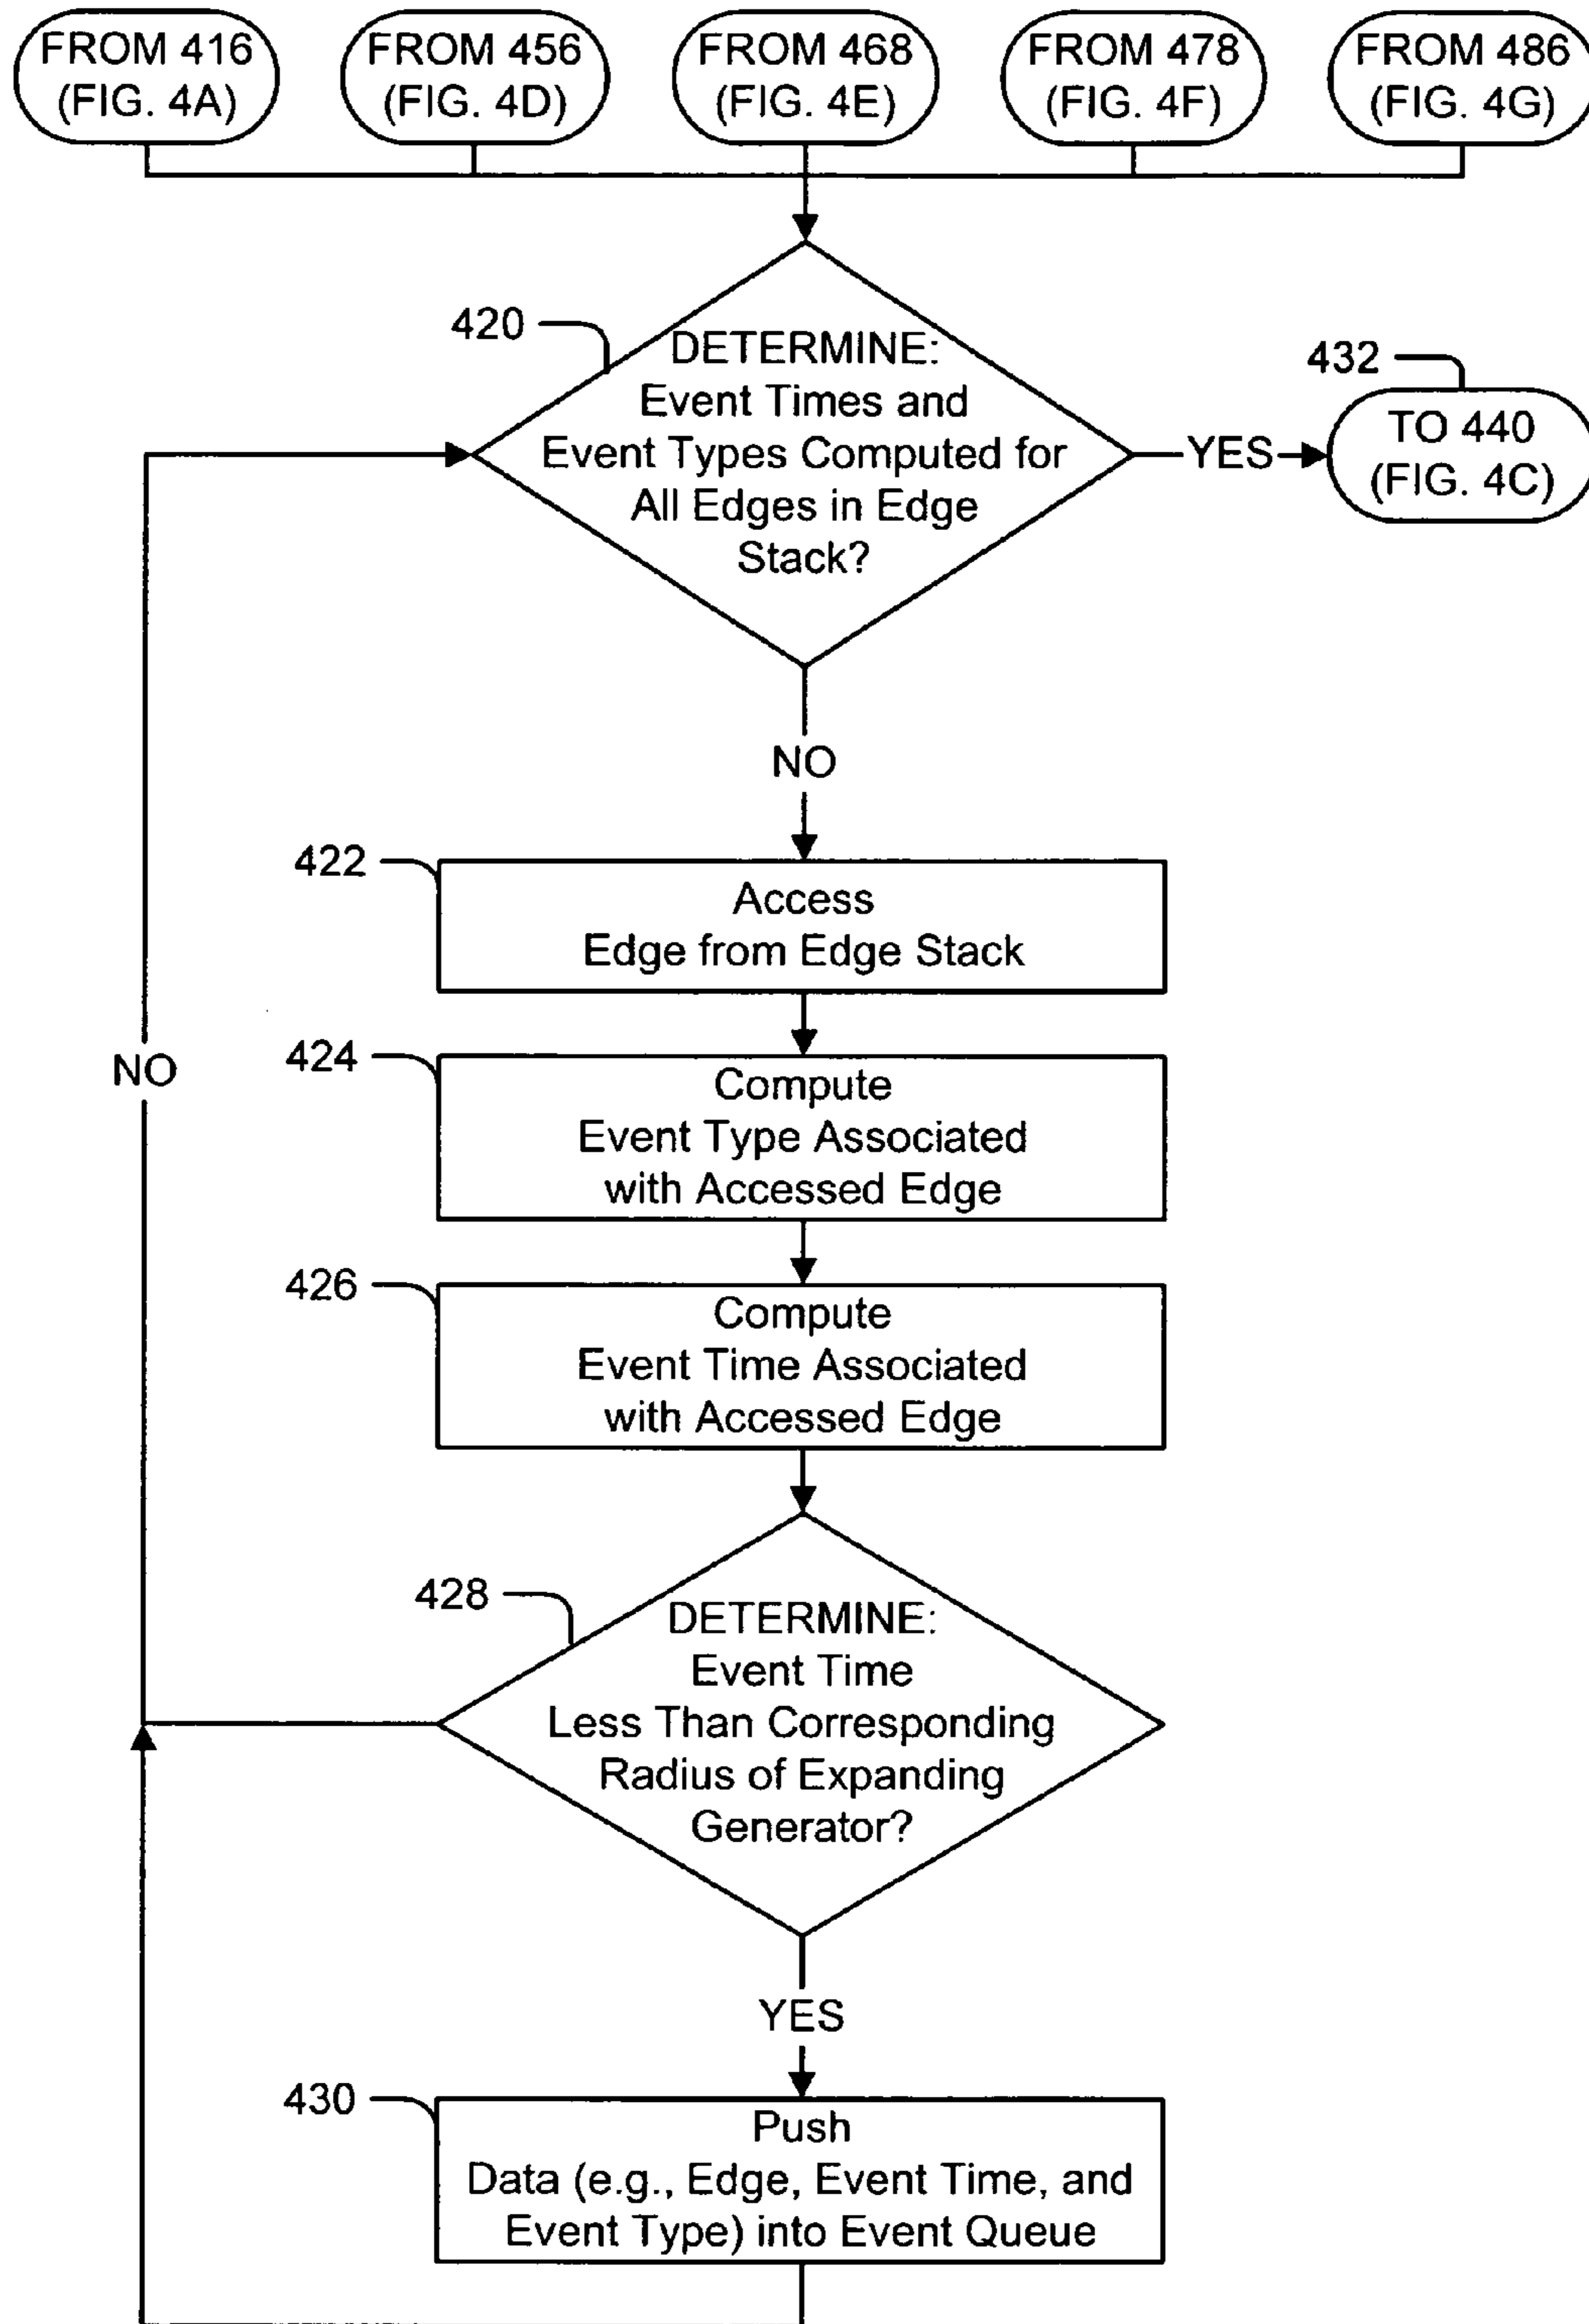 FROM 416
(FIG. 4A)
FROM 456
(FIG. 4D)
FROM 468
(FIG. 4E)
FROM 478
(FIG. 4F)
FROM 486
(FIG. 4G)
420
DETERMINE:
Event Times and
Event Types Computed for
All Edges in Edge
Stack?
YES
432
TO 440
(FIG. 4C)
NO
422
Access
Edge from Edge Stack
NO
424
Compute
Event Type Associated
with Accessed Edge
426
Compute
Event Time Associated
with Accessed Edge
428
DETERMINE:
Event Time
Less Than Corresponding
Radius of Expanding
Generator?
YES
430
Push
Data (e.g., Edge, Event Time, and
Event Type) into Event Queue